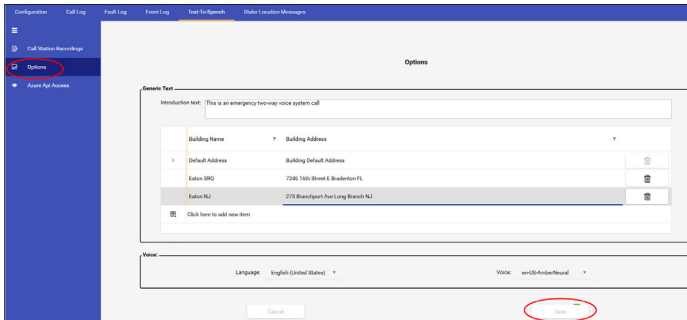 Configuration Call Log Fault Log Event Log Text-To-Speech Dialer Location Messages
Call Station Recordings
Options
Azure Api Access
Options
Generic Text
Introduction text: This is an emergency two-way voice system call
Building Name Building Address
Default Address Building Default Address
Eaton SRQ 7246 16th Street E Bradenton FL
Eaton NJ 273 Branchport Ave Long Branch NJ
Click here to add new item
Voice:
Language: English (United States) Voice: en-US-AmberNeural
Cancel Save